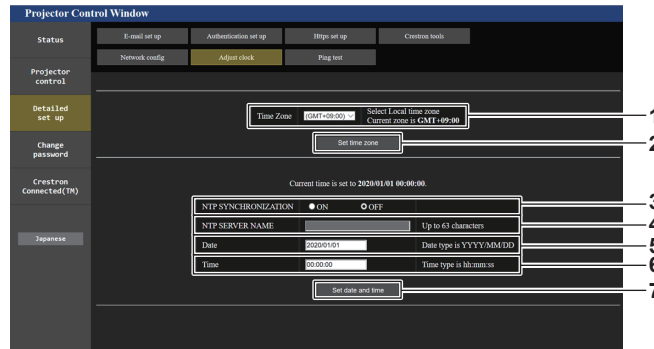 Projector Control Window
Status
E-mail set up
Authentication set up
Https set up
Crestron tools
Network config
Adjust clock
Ping test
Projector
control
Detailed
set up
Change
password
Crestron
Connected(TM)
Japanese
Time Zone
(GMT+09:00)
Select Local time zone
Current zone is GMT+09:00
1
Set time zone
2
Current time is set to 2020/01/01 00:00:00.
NTP SYNCHRONIZATION ON OFF
3
NTP SERVER NAME Up to 63 characters
4
Date 2020/01/01 Date type is YYYY/MM/DD
5
Time 00:00:00 Time type is hh:mm:ss
6
Set date and time
7